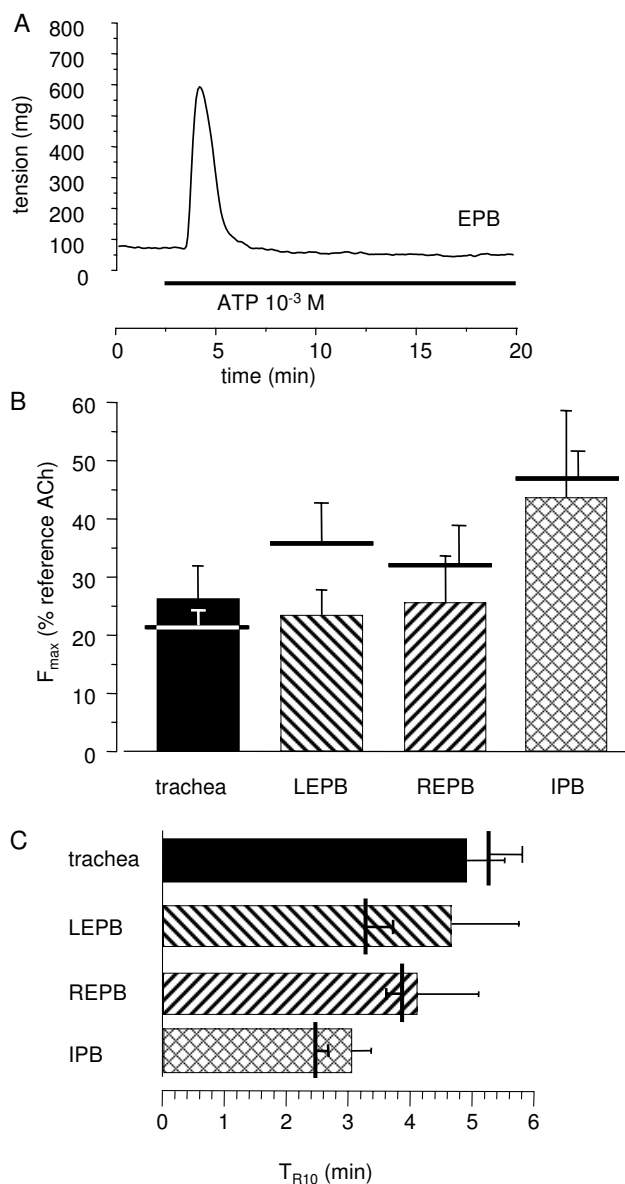 A
800
700
600
500
400
300
200
100
0
tension (mg)
EPB
ATP 10⁻³ M
0 5 10 15 20
time (min)
B
60
50
40
30
20
10
0
Fmax (% reference ACh)
trachea LEPB REPB IPB
C
trachea
LEPB
REPB
IPB
0 1 2 3 4 5 6
TR10 (min)